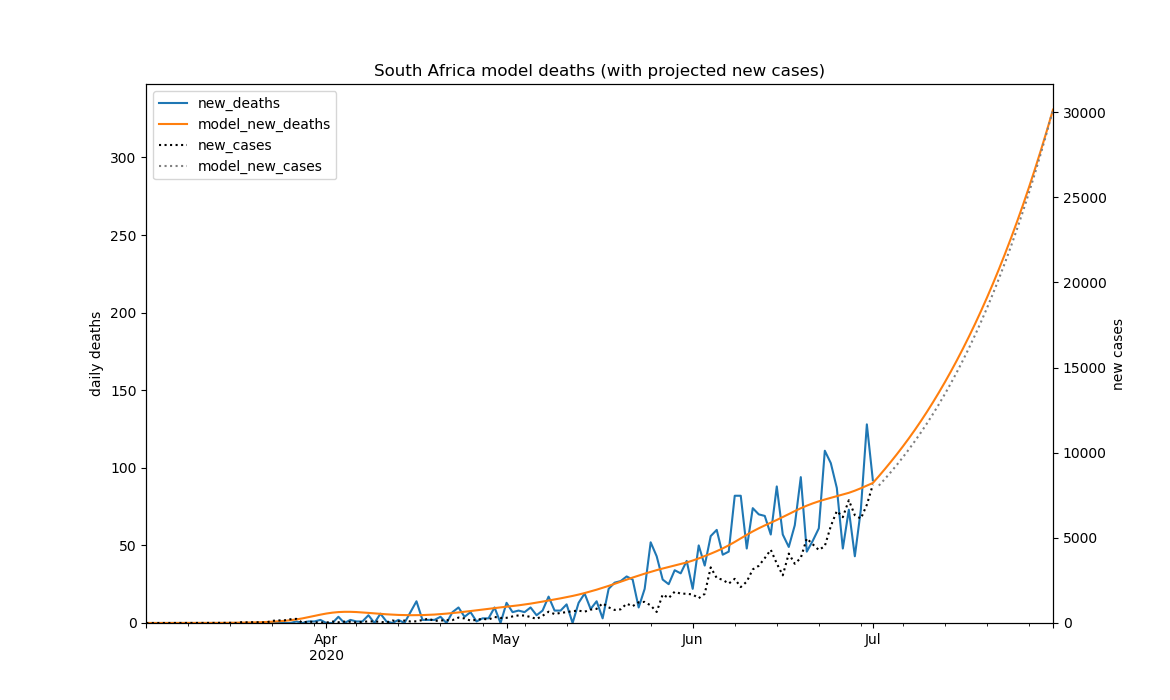 South Africa model deaths (with projected new cases)
new_deaths
model_new_deaths
new_cases
model_new_cases
daily deaths
300
250
200
150
100
50
0
30000
25000
20000
15000
10000
5000
0
new cases
Apr
2020
May
Jun
Jul